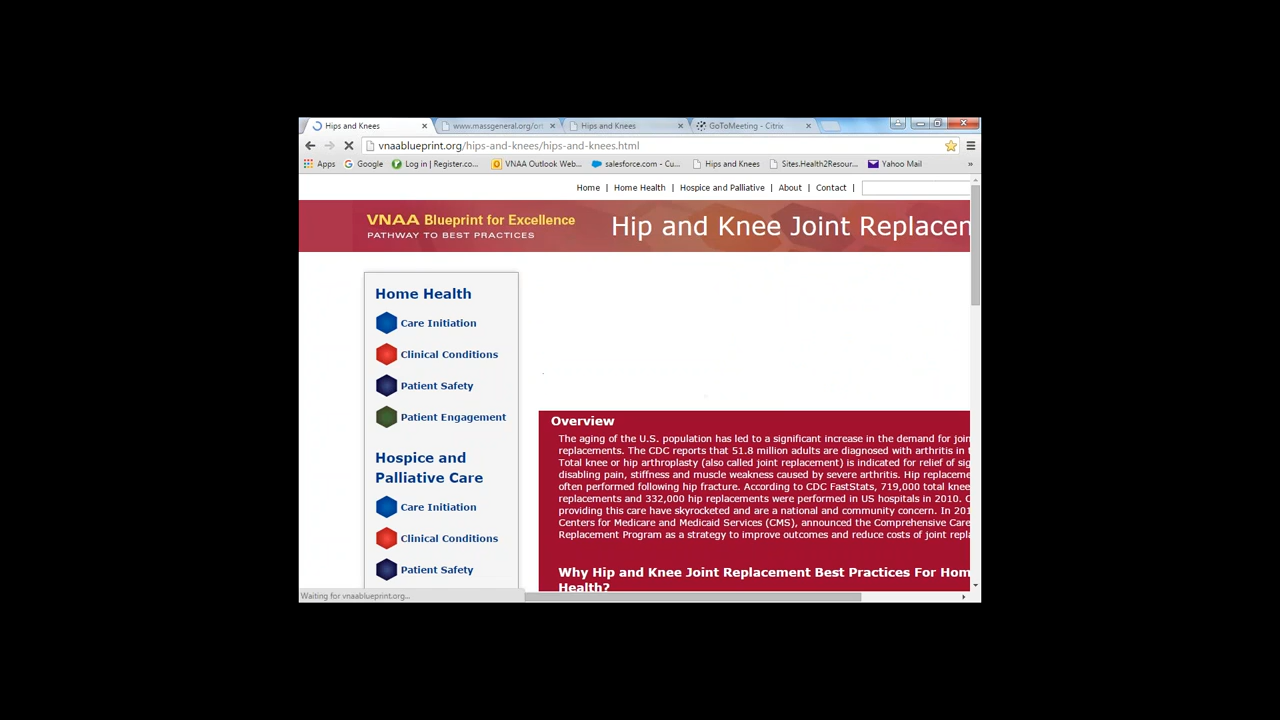 Hips and Knees
www.massgeneral.org/or
Hips and Knees
GoToMeeting - Citrix
vnaablueprint.org/hips-and-knees/hips-and-knees.html
Apps
Google
Log in | Register.co...
VNAA Outlook Web...
salesforce.com - Cu...
Hips and Knees
Sites.Health2Resour...
Yahoo Mail
»
Home | Home Health | Hospice and Palliative | About | Contact |
VNAA Blueprint for Excellence
PATHWAY TO BEST PRACTICES
Hip and Knee Joint Replacen
Home Health
Care Initiation
Clinical Conditions
Patient Safety
Patient Engagement
Hospice and
Palliative Care
Care Initiation
Clinical Conditions
Patient Safety
Overview
The aging of the U.S. population has led to a significant increase in the demand for join
replacements. The CDC reports that 51.8 million adults are diagnosed with arthritis in
Total knee or hip arthroplasty (also called joint replacement) is indicated for relief of sig
disabling pain, stiffness and muscle weakness caused by severe arthritis. Hip replaceme
often performed following hip fracture. According to CDC FastStats, 719,000 total knee
replacements and 332,000 hip replacements were performed in US hospitals in 2010.
providing this care have skyrocketed and are a national and community concern. In 201
Centers for Medicare and Medicaid Services (CMS), announced the Comprehensive Care
Replacement Program as a strategy to improve outcomes and reduce costs of joint repla
Why Hip and Knee Joint Replacement Best Practices For Hom
Health?
Waiting for vnaablueprint.org...